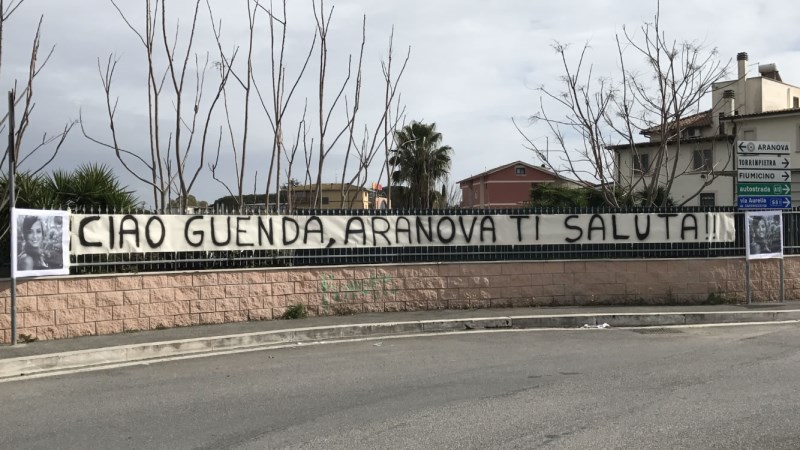 CIAO GUENDA, ARANOVA TI SALUTA!!
ARANOVA
TORRIMPIETRA
FIUMICINO
autostrada
via Aurelia